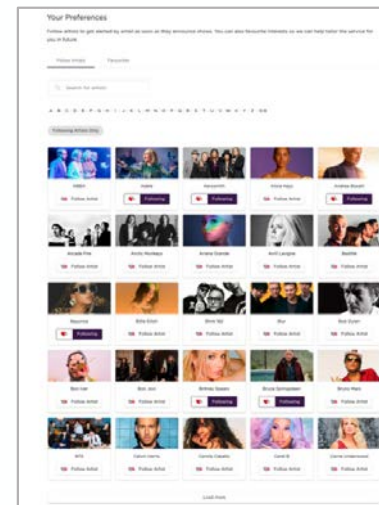 Your Preferences
Follow artists to get alerted by artist as soon as they announce shows. You can also favourite interests so we can help tailor the service for
you in future.
Follow Artists Favourites
Search for artists
A B C D E F G H I J K L M N O P Q R S T U V W X Y Z 0-9
Following Artists Only
ABBA Adele Aerosmith Alicia Keys Andrea Bocelli
Follow Artist Following Following Follow Artist Following
Arcade Fire Arctic Monkeys Ariana Grande Avril Lavigne Bastille
Follow Artist Follow Artist Follow Artist Follow Artist Follow Artist
Beyonce Billie Eilish Blink 182 Blur Bob Dylan
Following Follow Artist Follow Artist Follow Artist Follow Artist
Bon Iver Bon Jovi Britney Spears Bruce Springsteen Bruno Mars
Follow Artist Follow Artist Following Following Follow Artist
BTS Calvin Harris Camila Cabello Cardi B Carrie Underwood
Follow Artist Follow Artist Follow Artist Follow Artist Follow Artist
Load more